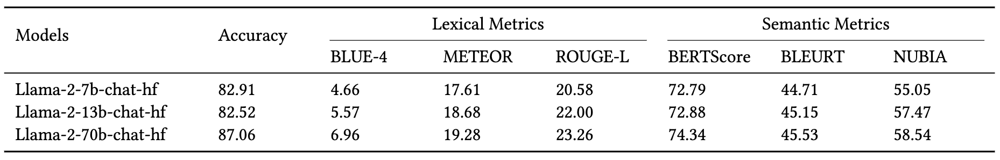 Models Accuracy Lexical Metrics Semantic Metrics
BLUE-4 METEOR ROUGE-L BERTScore BLEURT NUBIA
Llama-2-7b-chat-hf 82.91 4.66 17.61 20.58 72.79 44.71 55.05
Llama-2-13b-chat-hf 82.52 5.57 18.68 22.00 72.88 45.15 57.47
Llama-2-70b-chat-hf 87.06 6.96 19.28 23.26 74.34 45.53 58.54